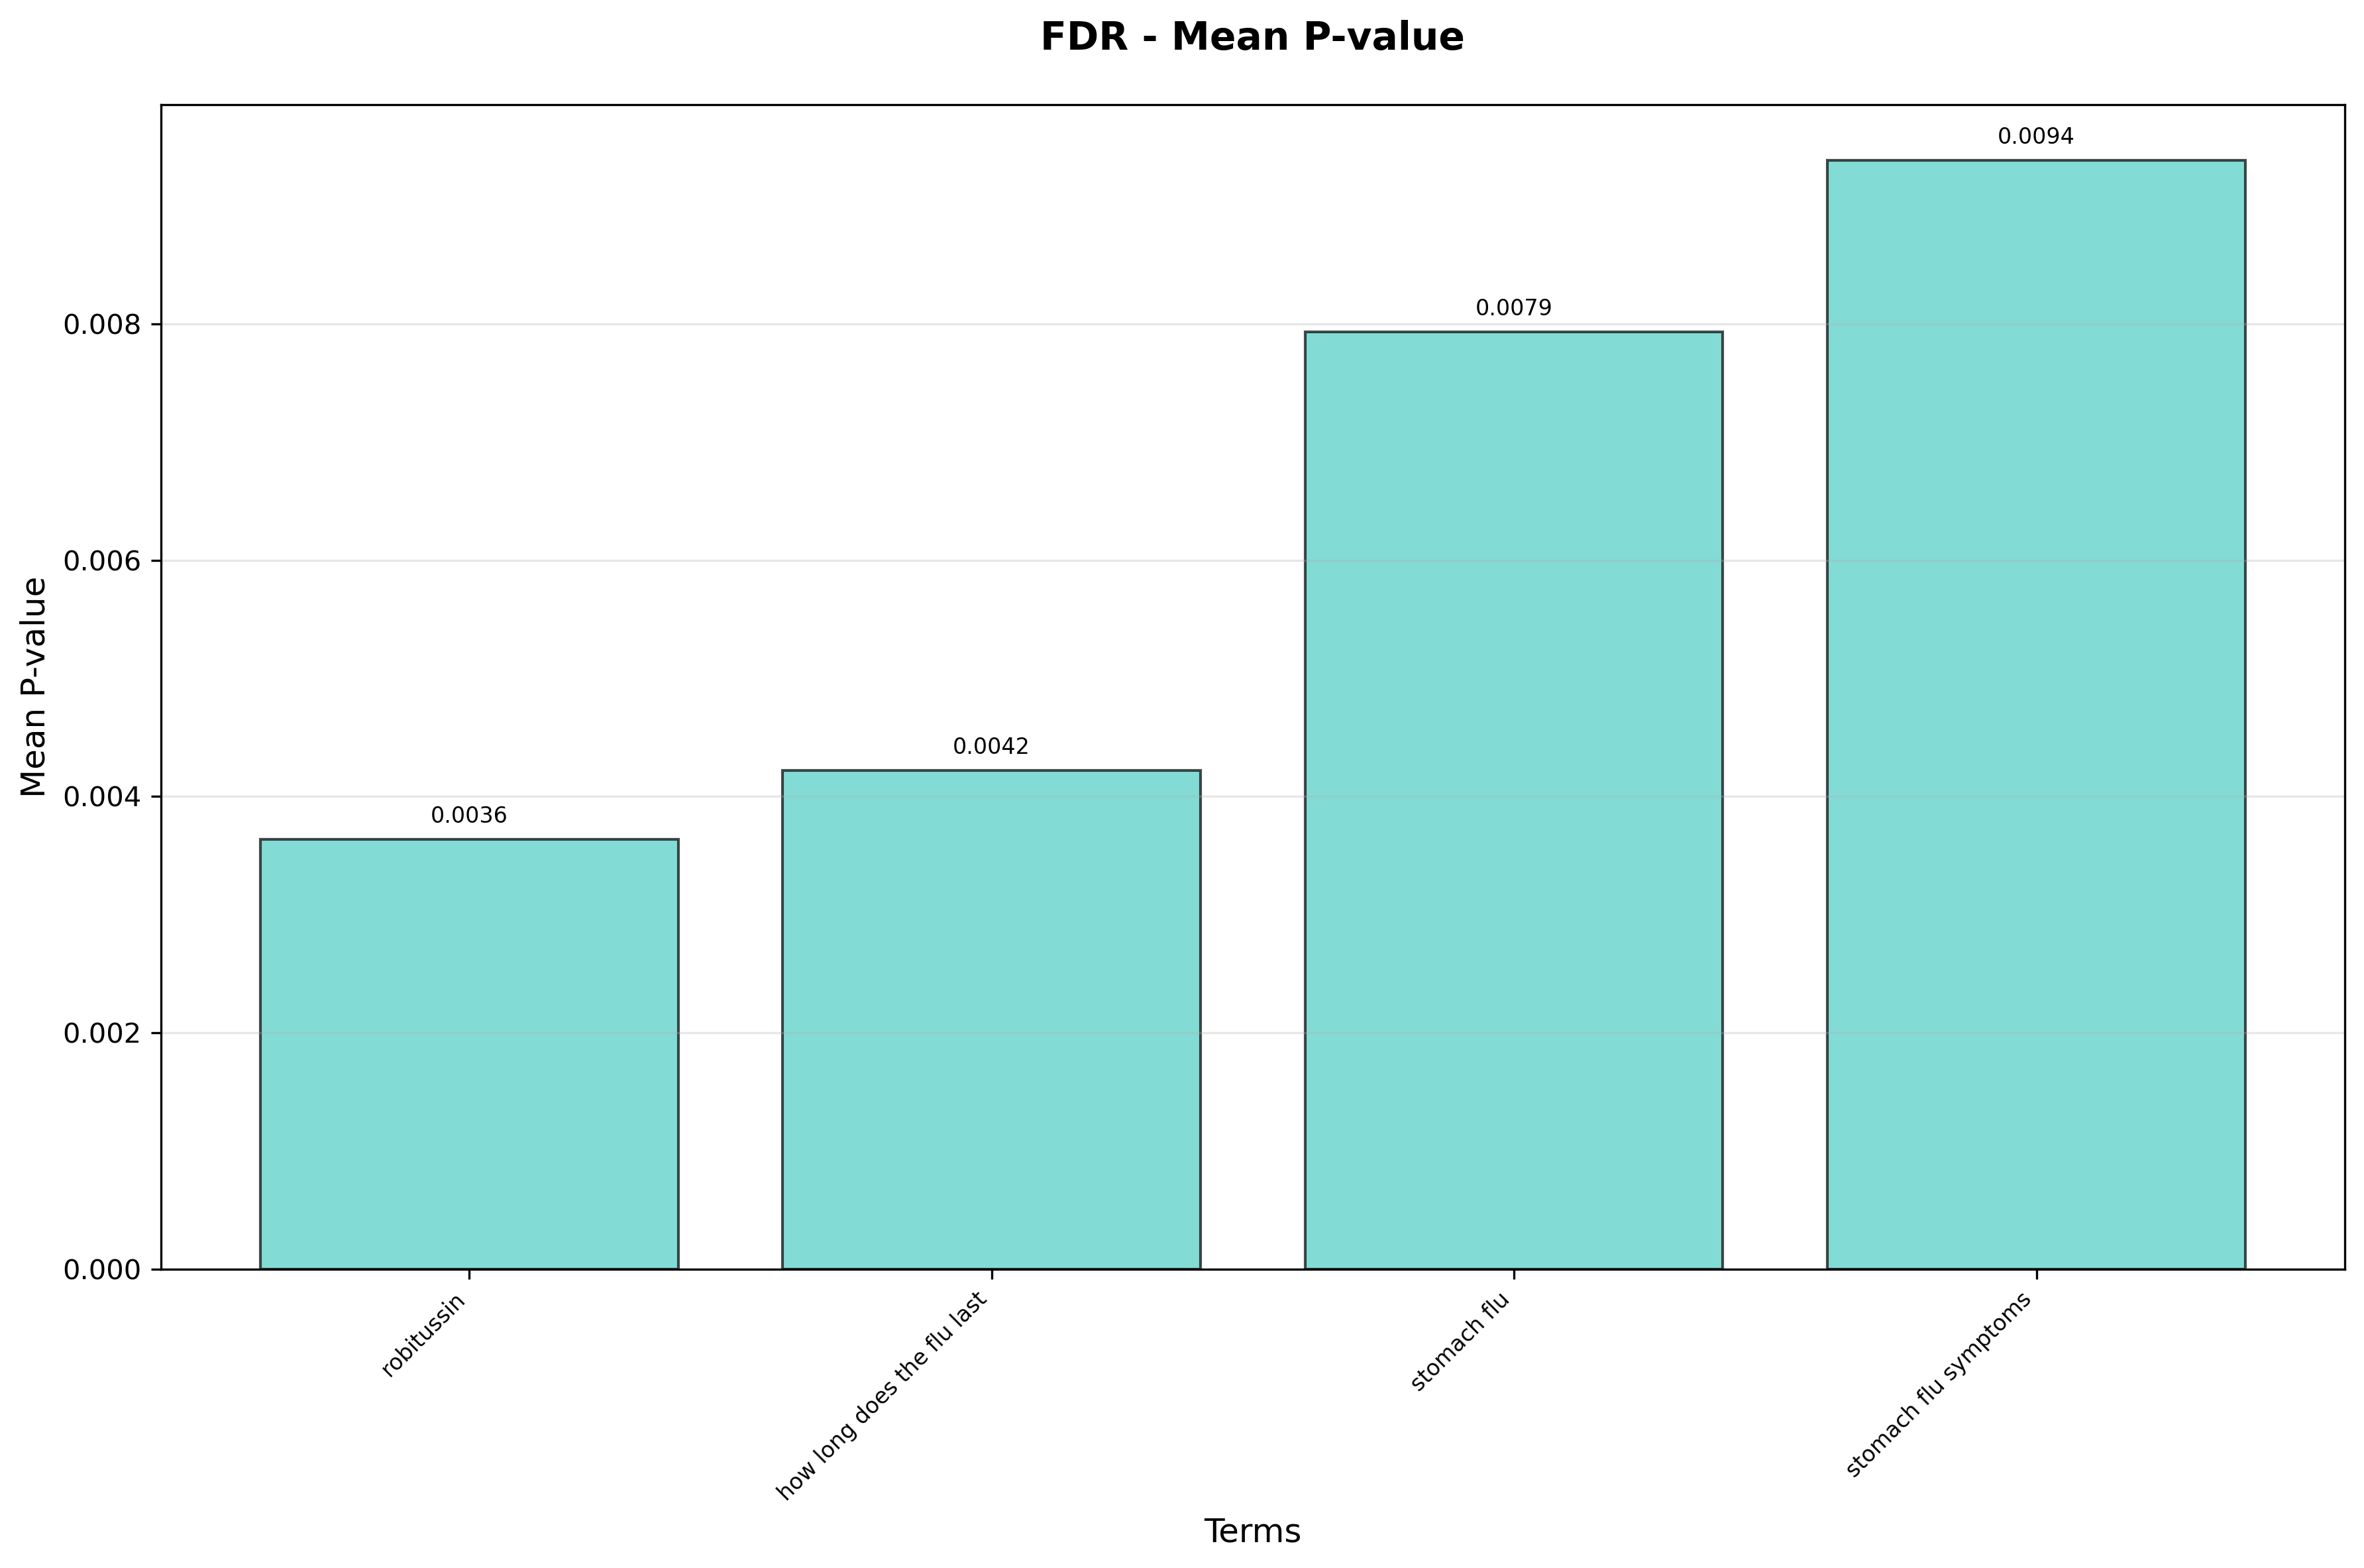 FDR - Mean P-value
0.0094
0.0079
0.008
0.006
Mean P-value
0.0042
0.004
0.0036
0.002
0.000
robitussin
how long does the flu last
stomach flu
stomach flu symptoms
Terms